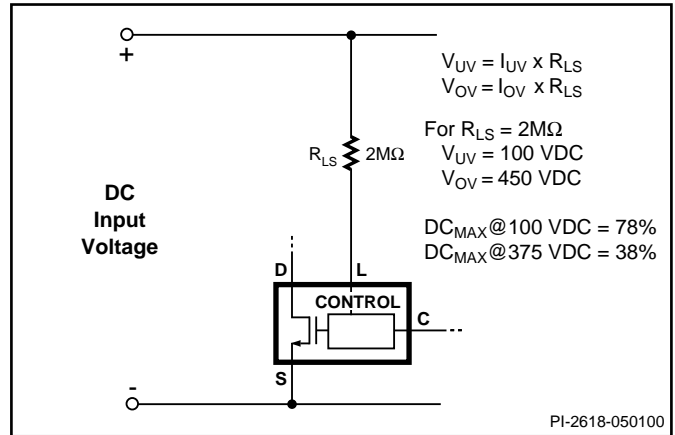 +
V_UV = I_UV x R_LS
V_OV = I_OV x R_LS
For R_LS = 2MΩ
V_UV = 100 VDC
V_OV = 450 VDC
DC_MAX@100 VDC = 78%
DC_MAX@375 VDC = 38%
R_LS 2MΩ
DC
Input
Voltage
D L
CONTROL
C
S
-
PI-2618-050100